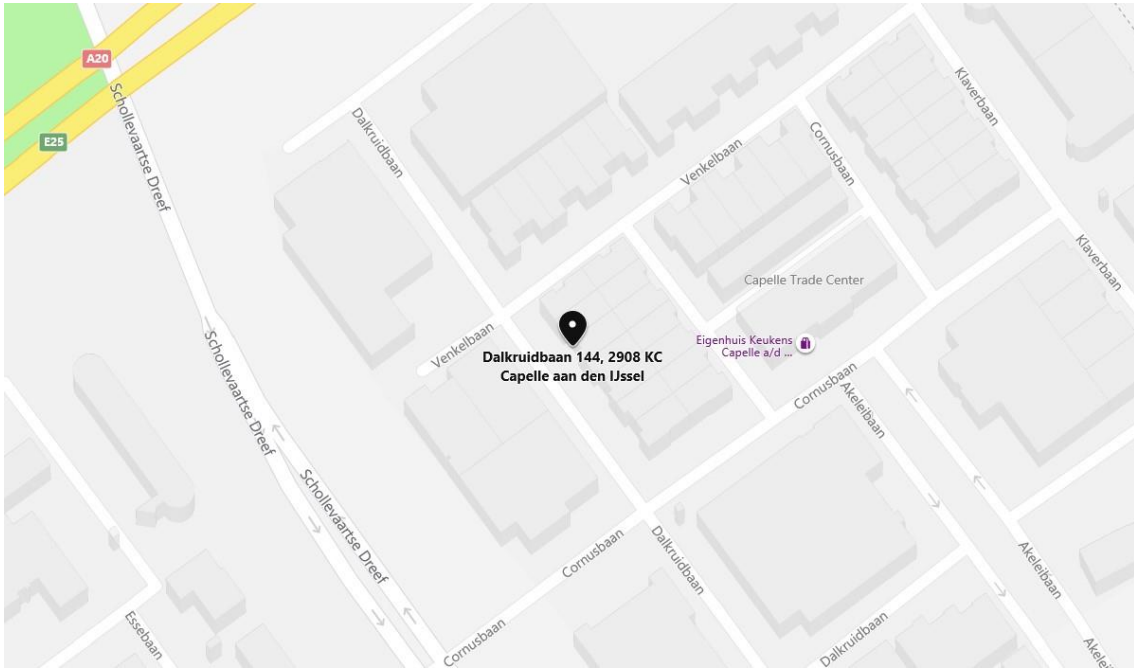 A20
E25
Schollevaartse Dreef
Dalkruidbaan
Venkelbaan
Cornusbaan
Klaverbaan
Klaverbaan
Capelle Trade Center
Venkelbaan
Dalkruidbaan 144, 2908 KC
Capelle aan den IJssel
Eigenhuis Keukens
Capelle a/d ...
Schollevaartse Dreef
Cornusbaan
Akeleibaan
Schollevaartse Dreef
Cornusbaan
Dalkruidbaan
Akeleibaan
Essebaan
Cornusbaan
Dalkruidbaan
Akelei